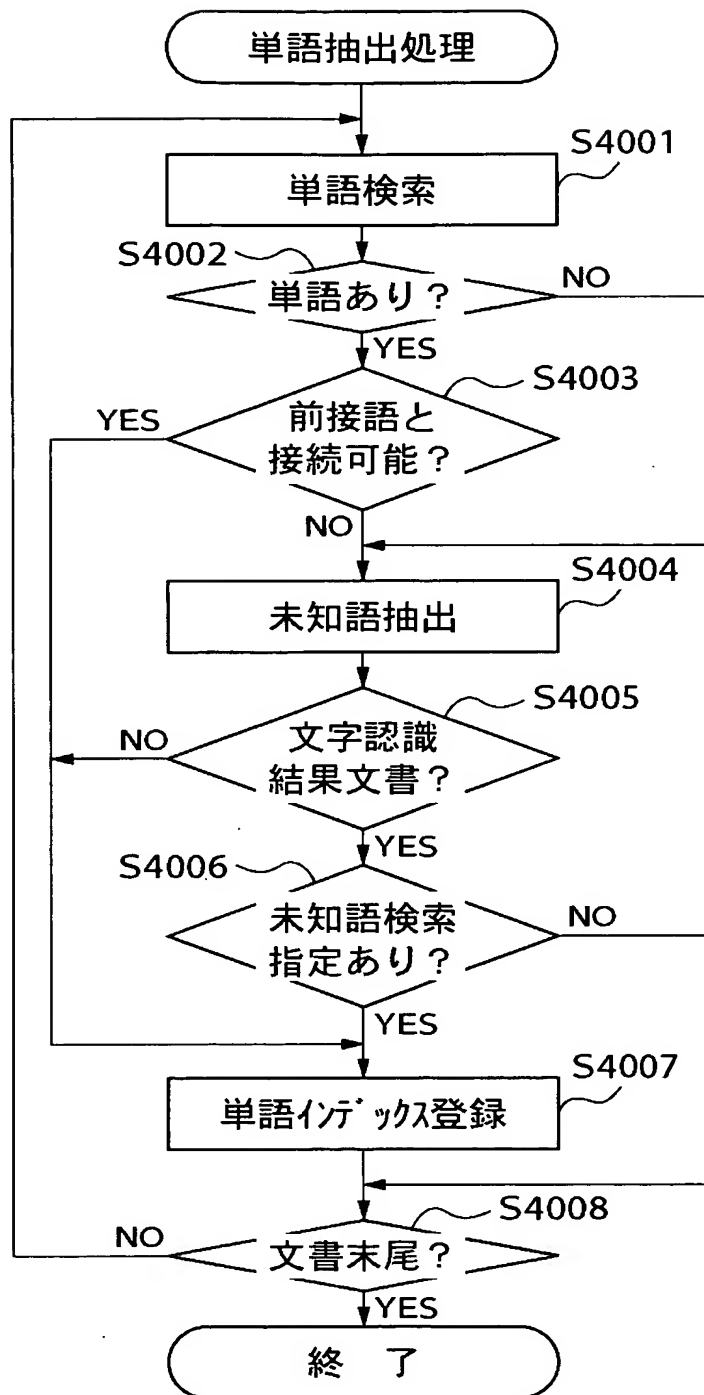 単語抽出処理
S4001
単語検索
S4002
単語あり？
NO
YES
S4003
YES
前接語と
接続可能？
NO
S4004
未知語抽出
S4005
NO
文字認識
結果文書？
YES
S4006
未知語検索
指定あり？
NO
YES
S4007
単語ｲﾝﾃﾞｯｸｽ登録
S4008
NO
文書末尾？
YES
終 了